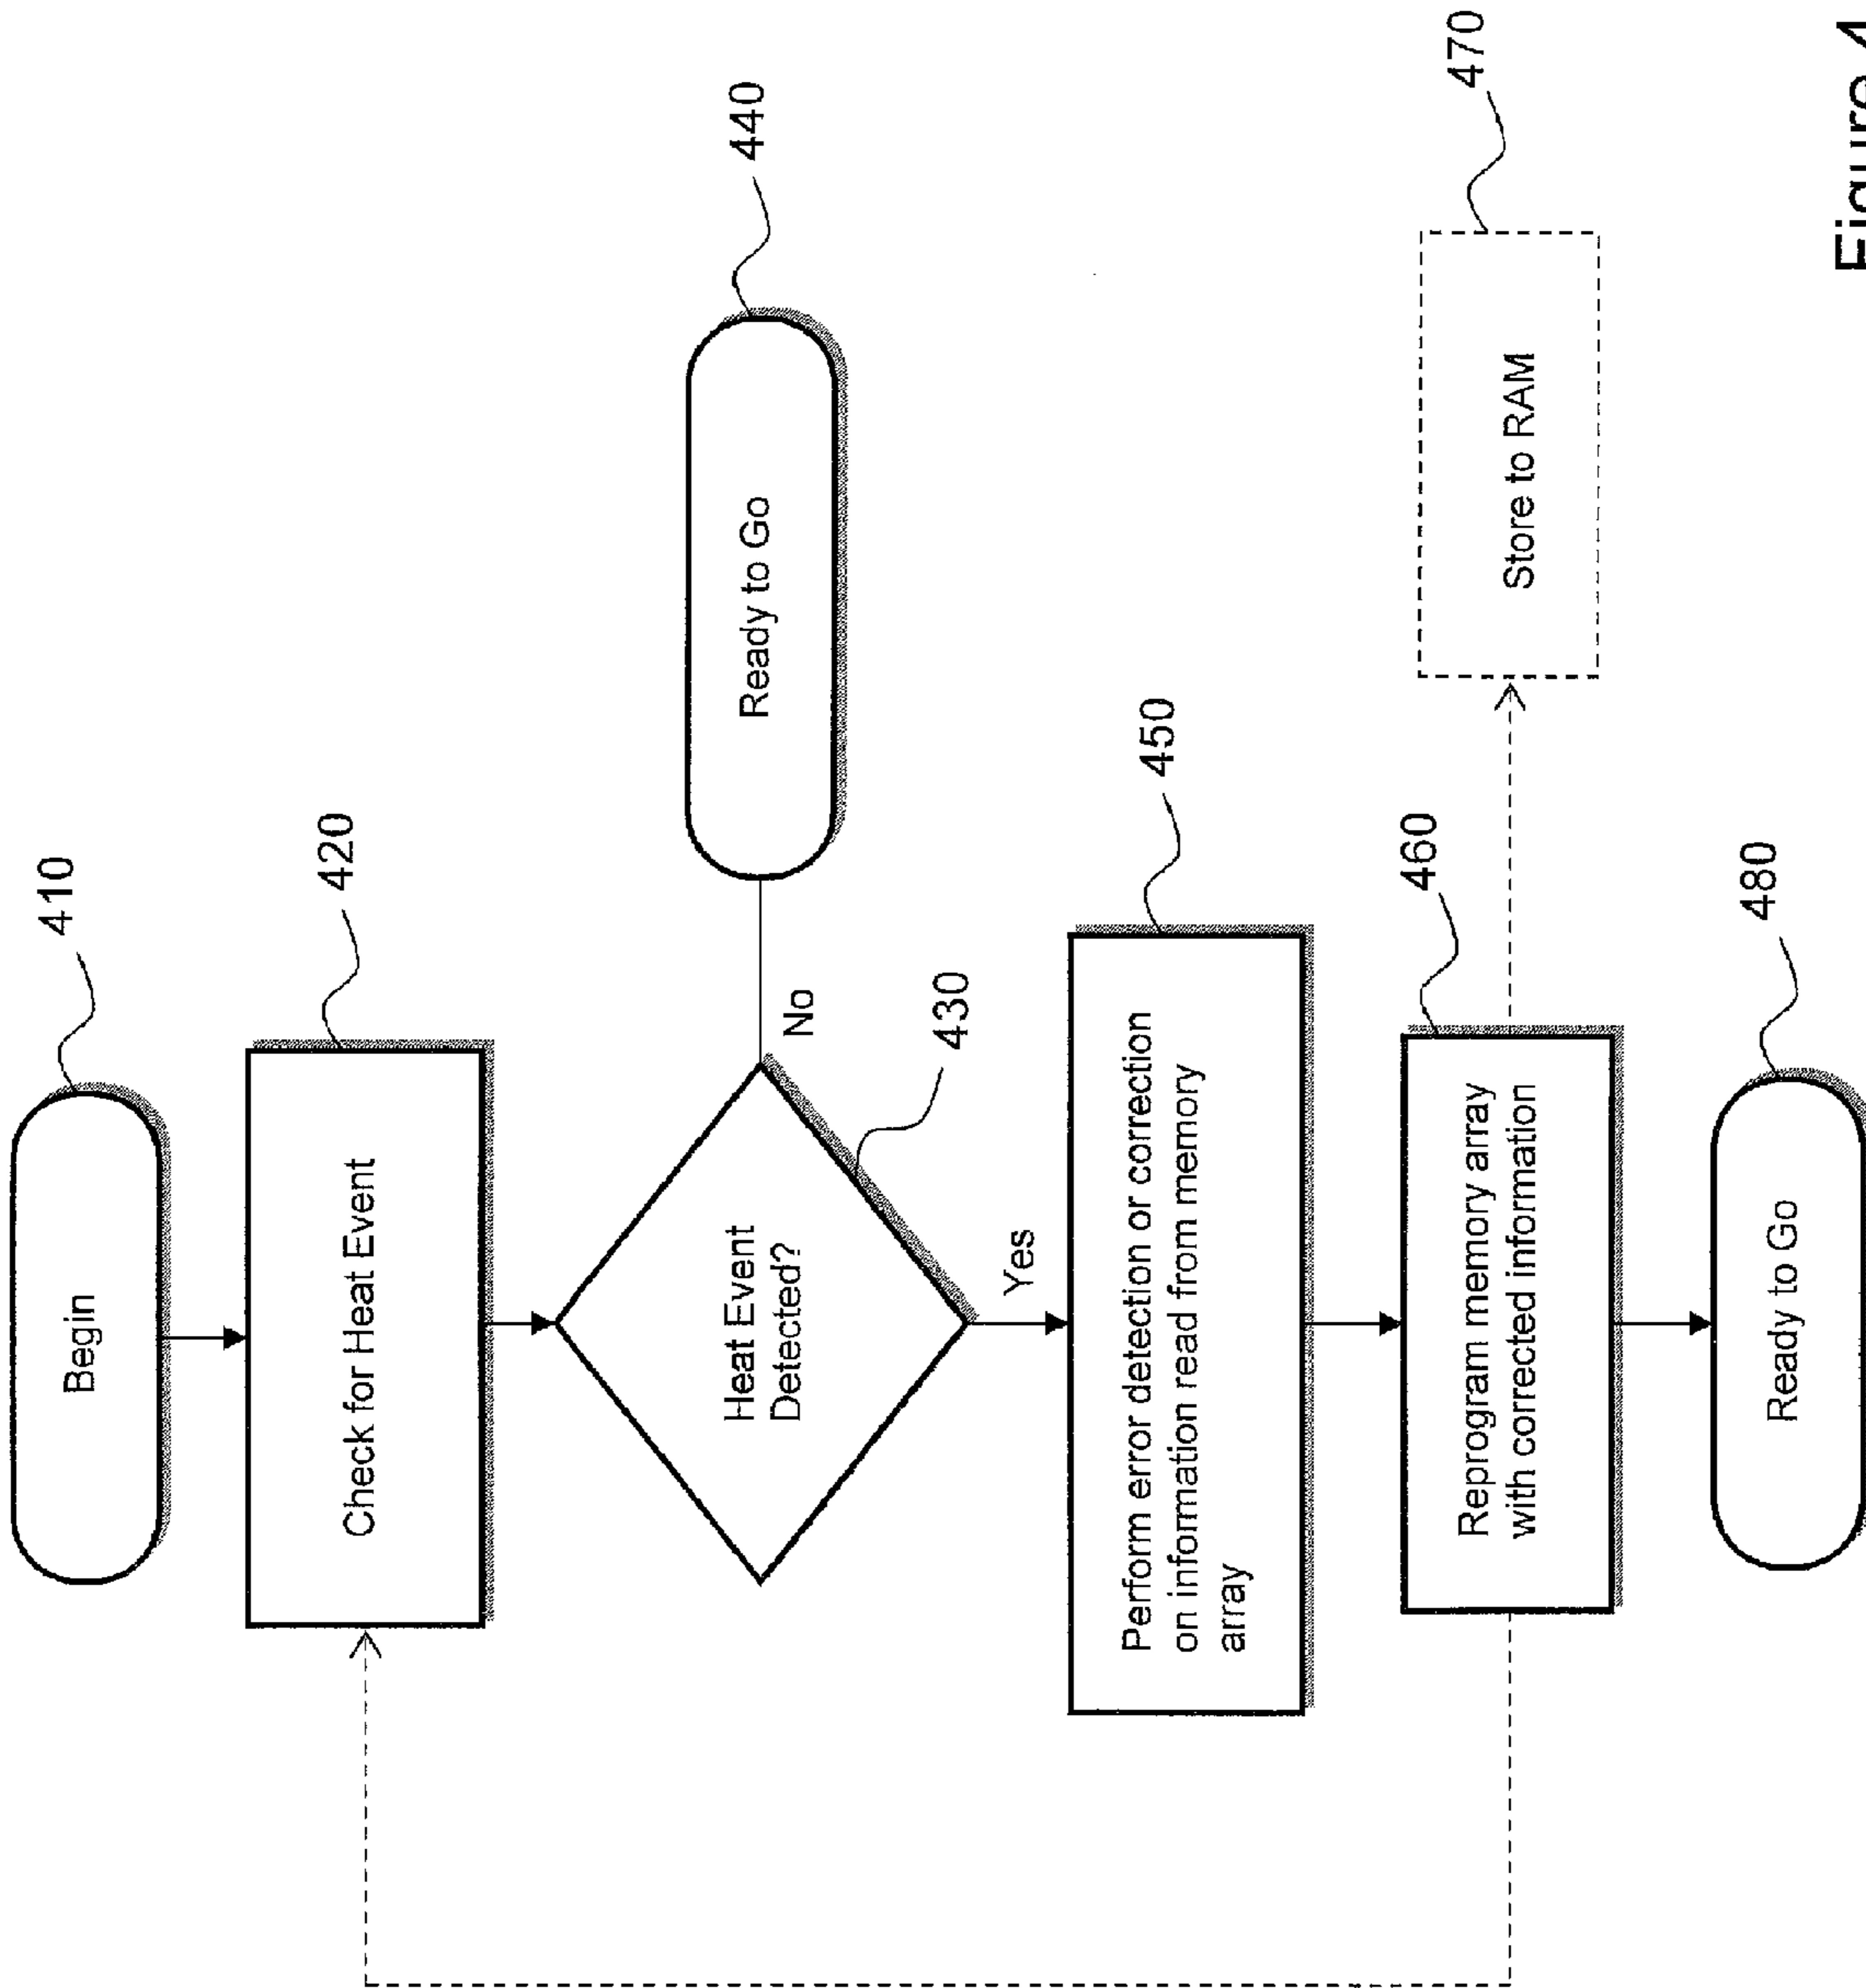 Begin
410
Check for Heat Event
420
Heat Event
Detected?
430
No
Ready to Go
440
Yes
Perform error detection or correction
on information read from memory
array
450
Reprogram memory array
with corrected information
460
Store to RAM
470
Ready to Go
480
Figure 4